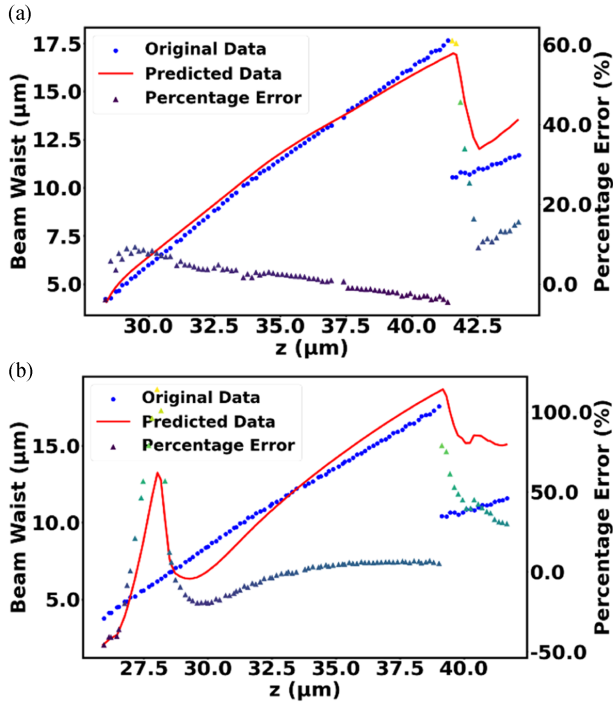 (a)
17.5
15.0
12.5
10.0
7.5
5.0
Beam Waist (μm)
Original Data
Predicted Data
Percentage Error
60.0
40.0
20.0
0.0
Percentage Error (%)
30.0 32.5 35.0 37.5 40.0 42.5
z (μm)
(b)
15.0
10.0
5.0
Beam Waist (μm)
Original Data
Predicted Data
Percentage Error
100.0
50.0
0.0
-50.0
Percentage Error (%)
27.5 30.0 32.5 35.0 37.5 40.0
z (μm)